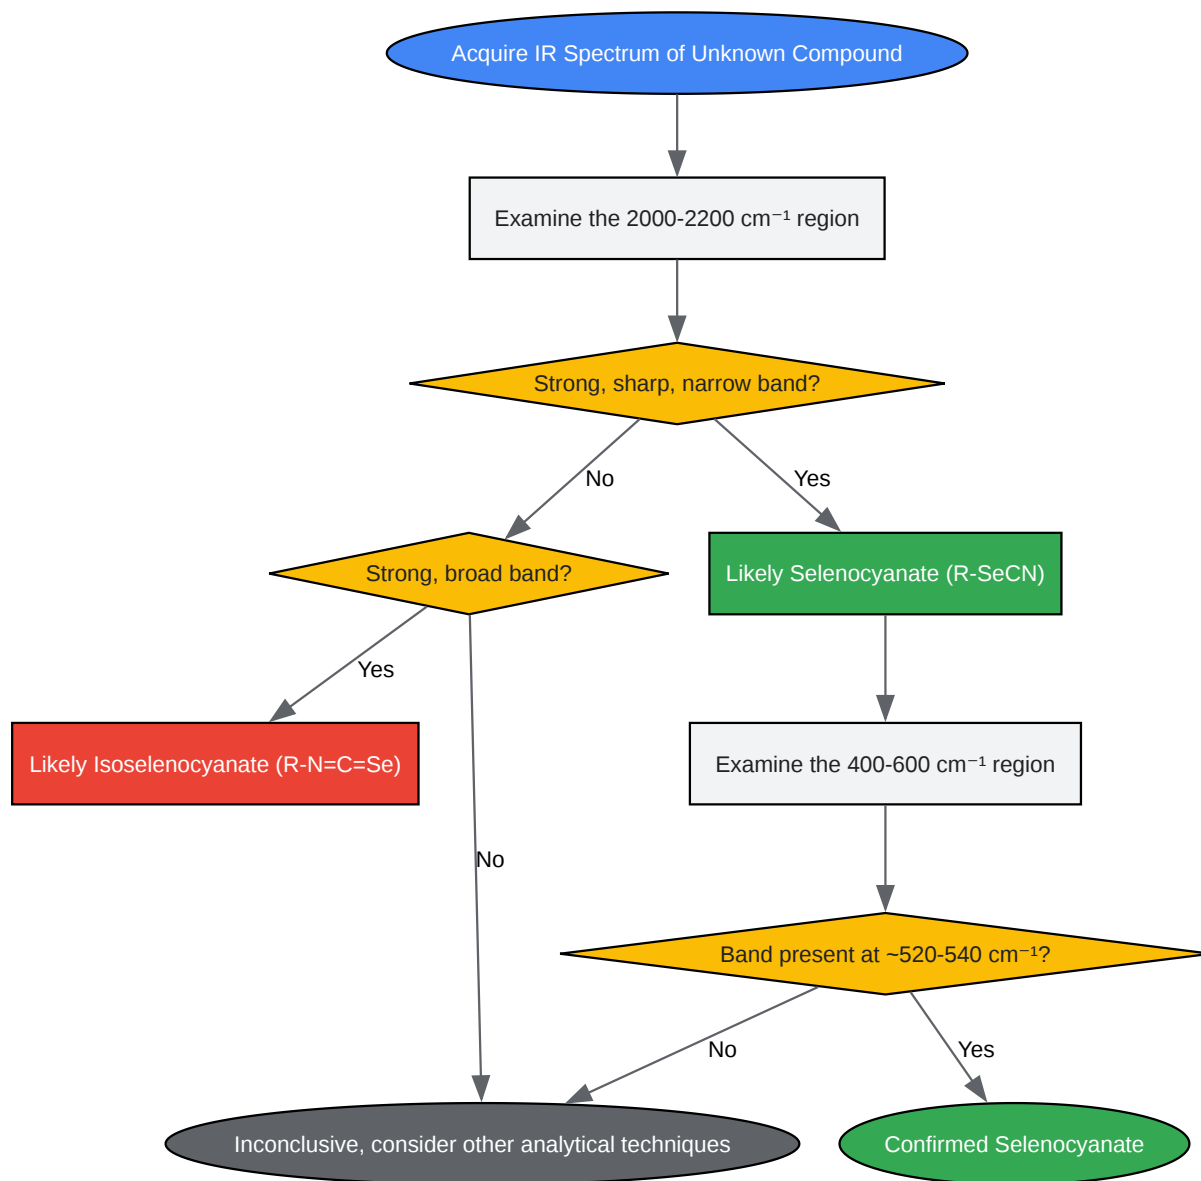 Acquire IR Spectrum of Unknown Compound
Examine the 2000-2200 cm⁻¹ region
Strong, sharp, narrow band?
No
Yes
Strong, broad band?
Likely Selenocyanate (R-SeCN)
Yes
Likely Isoselenocyanate (R-N=C=Se)
Examine the 400-600 cm⁻¹ region
No
Band present at ~520-540 cm⁻¹?
No
Yes
Inconclusive, consider other analytical techniques
Confirmed Selenocyanate